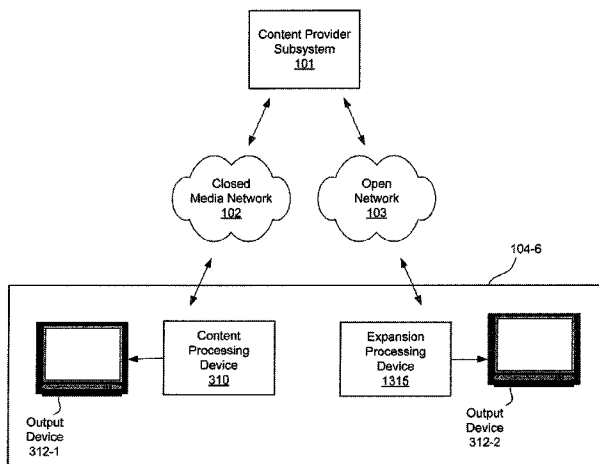 Content Provider
Subsystem
101
Closed
Media Network
102
Open
Network
103
104-6
Content
Processing
Device
310
Expansion
Processing
Device
1315
Output
Device
312-1
Output
Device
312-2